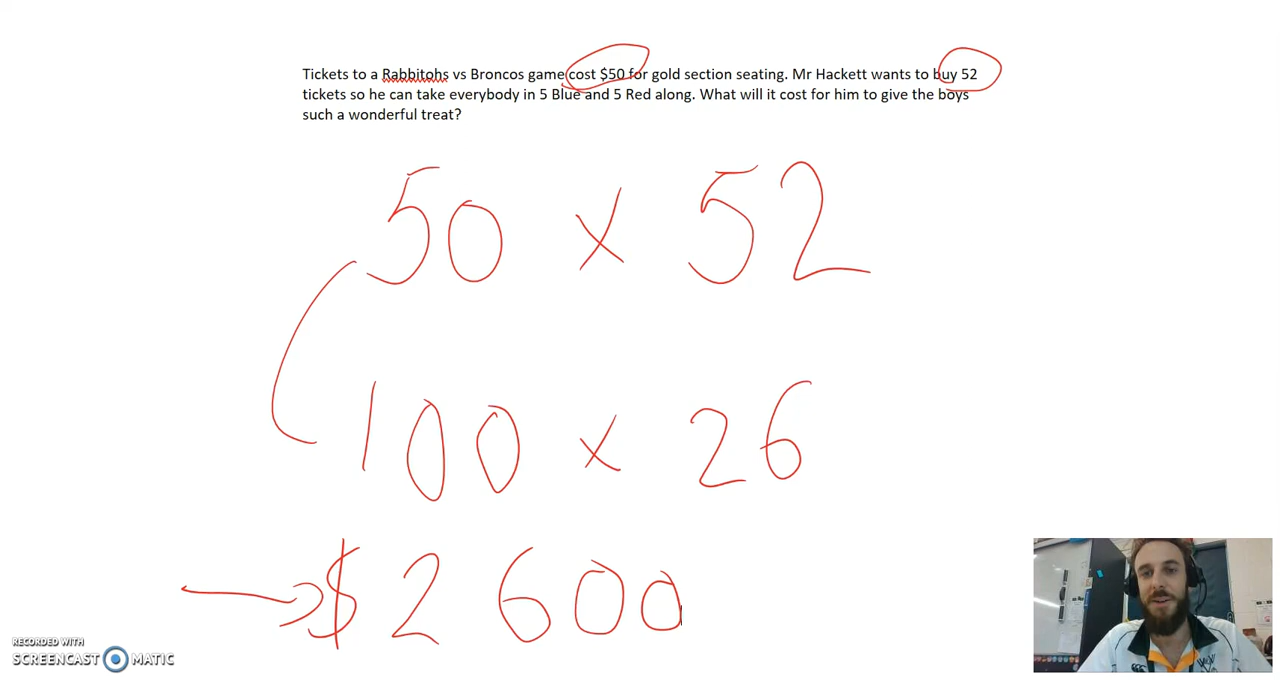 Tickets to a Rabbitohs vs Broncos game cost $50 for gold section seating. Mr Hackett wants to buy 52
tickets so he can take everybody in 5 Blue and 5 Red along. What will it cost for him to give the boys
such a wonderful treat?
50 x 52
100 x 26
$2 600
RECORDED WITH
SCREENCAST MATIC